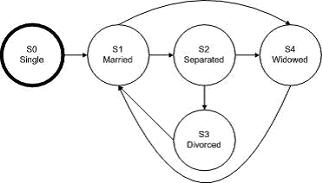 S0
Single
S1
Married
S2
Separated
S4
Widowed
S3
Divorced